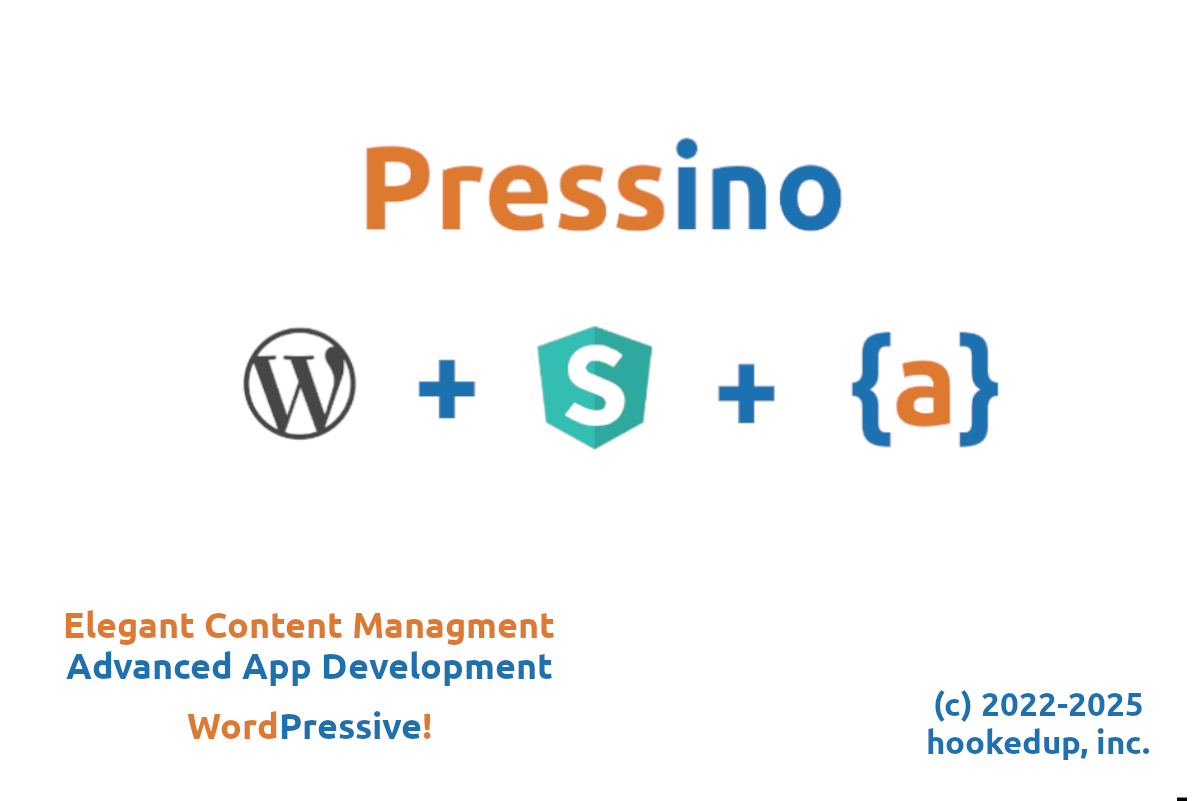 Pressino
W + S + {a}
Elegant Content Managment
Advanced App Development
WordPressive!
(c) 2022-2025
hookedup, inc.